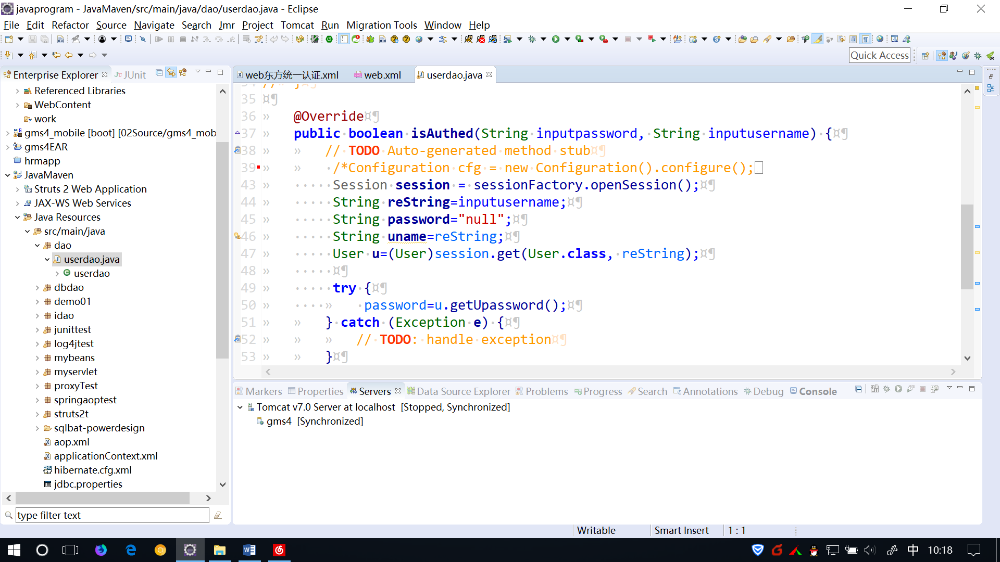 javaprogram - JavaMaven/src/main/java/dao/userdao.java - Eclipse
File Edit Refactor Source Navigate Search Jmr Project Tomcat Run Migration Tools Window Help
Quick Access
Enterprise Explorer
JUnit
Referenced Libraries
WebContent
work
gms4_mobile [boot] [02Source/gms4_mob
gms4EAR
hrmapp
JavaMaven
Struts 2 Web Application
JAX-WS Web Services
Java Resources
src/main/java
dao
userdao.java
userdao
dbdao
demo01
idao
junittest
log4jtest
mybeans
myservlet
proxyTest
springaoptest
struts2t
sqlbat-powerdesign
aop.xml
applicationContext.xml
hibernate.cfg.xml
jdbc.properties
type filter text
web东方统一认证.xml
web.xml
userdao.java
34 // }
35
36 @Override
37 public boolean isAuthed(String inputpassword, String inputusername) {
38 // TODO Auto-generated method stub
39 /*Configuration cfg = new Configuration().configure();
43 Session session = sessionFactory.openSession();
44 String reString=inputusername;
45 String password="null";
46 String uname=reString;
47 User u=(User)session.get(User.class, reString);
48
49 try {
50 password=u.getUpassword();
51 } catch (Exception e) {
52 // TODO: handle exception
53 }
Markers Properties Servers Data Source Explorer Problems Progress Search Annotations Debug Console
Tomcat v7.0 Server at localhost [Stopped, Synchronized]
gms4 [Synchronized]
Writable
Smart Insert
1 : 1
中
10:18